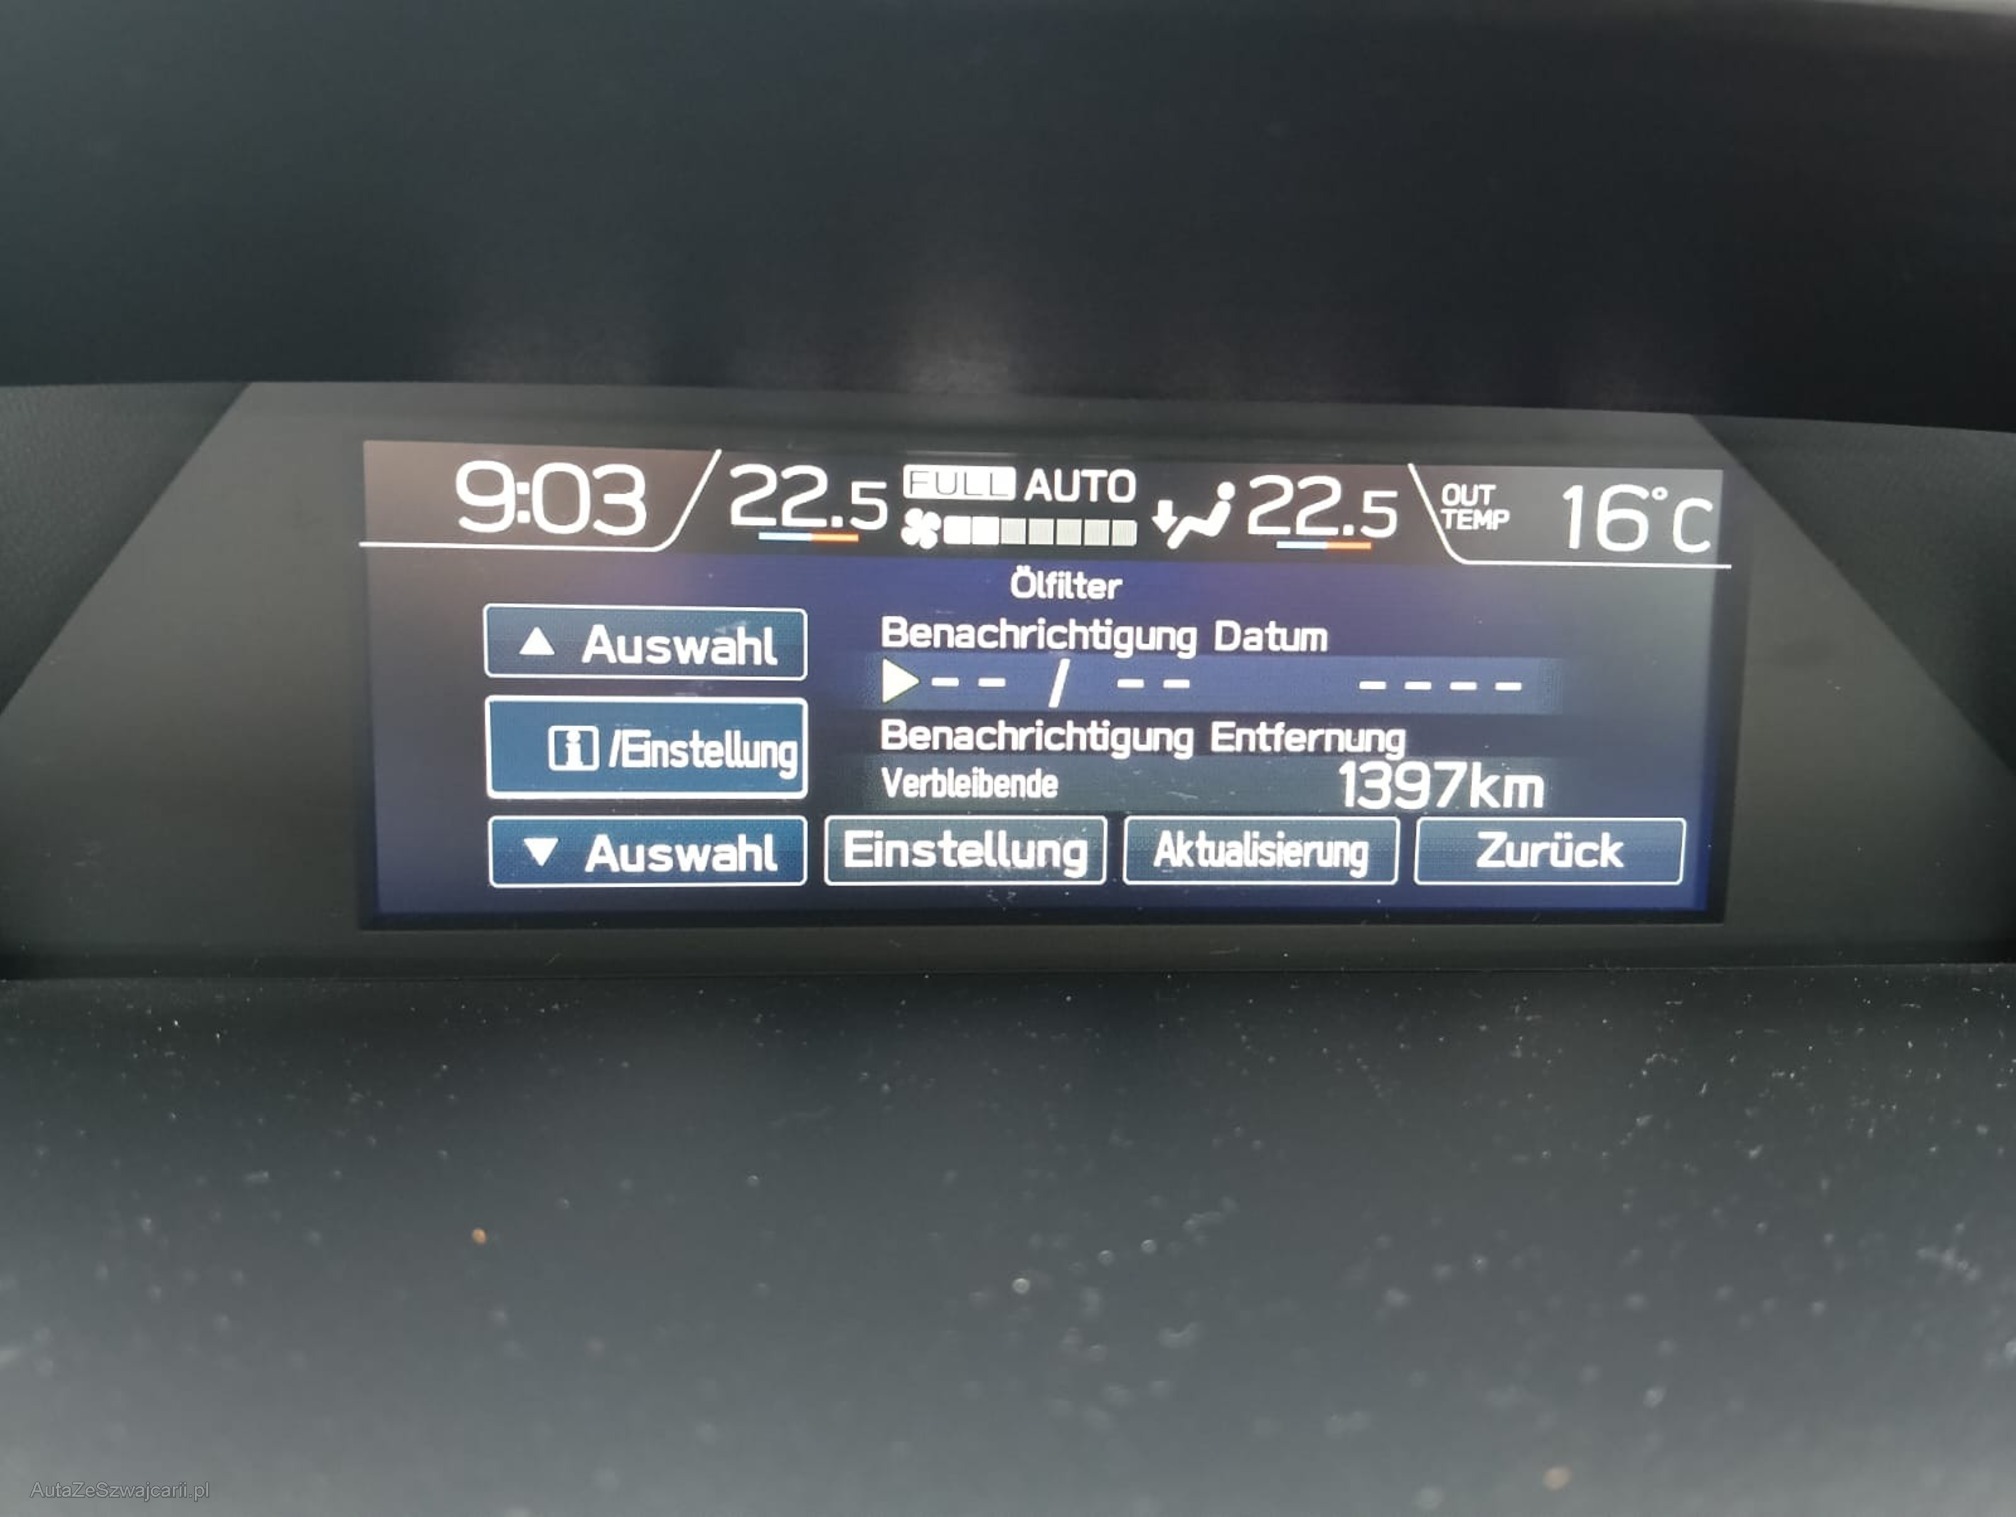 9:03 22.5 FULL AUTO 22.5 OUT TEMP 16°C
Ölfilter
▲ Auswahl
Benachrichtigung Datum
-- / -- ----
i/Einstellung
Benachrichtigung Entfernung
Verbleibende 1397km
▼ Auswahl
Einstellung
Aktualisierung
Zurück
AutaZeSzwajcarii.pl